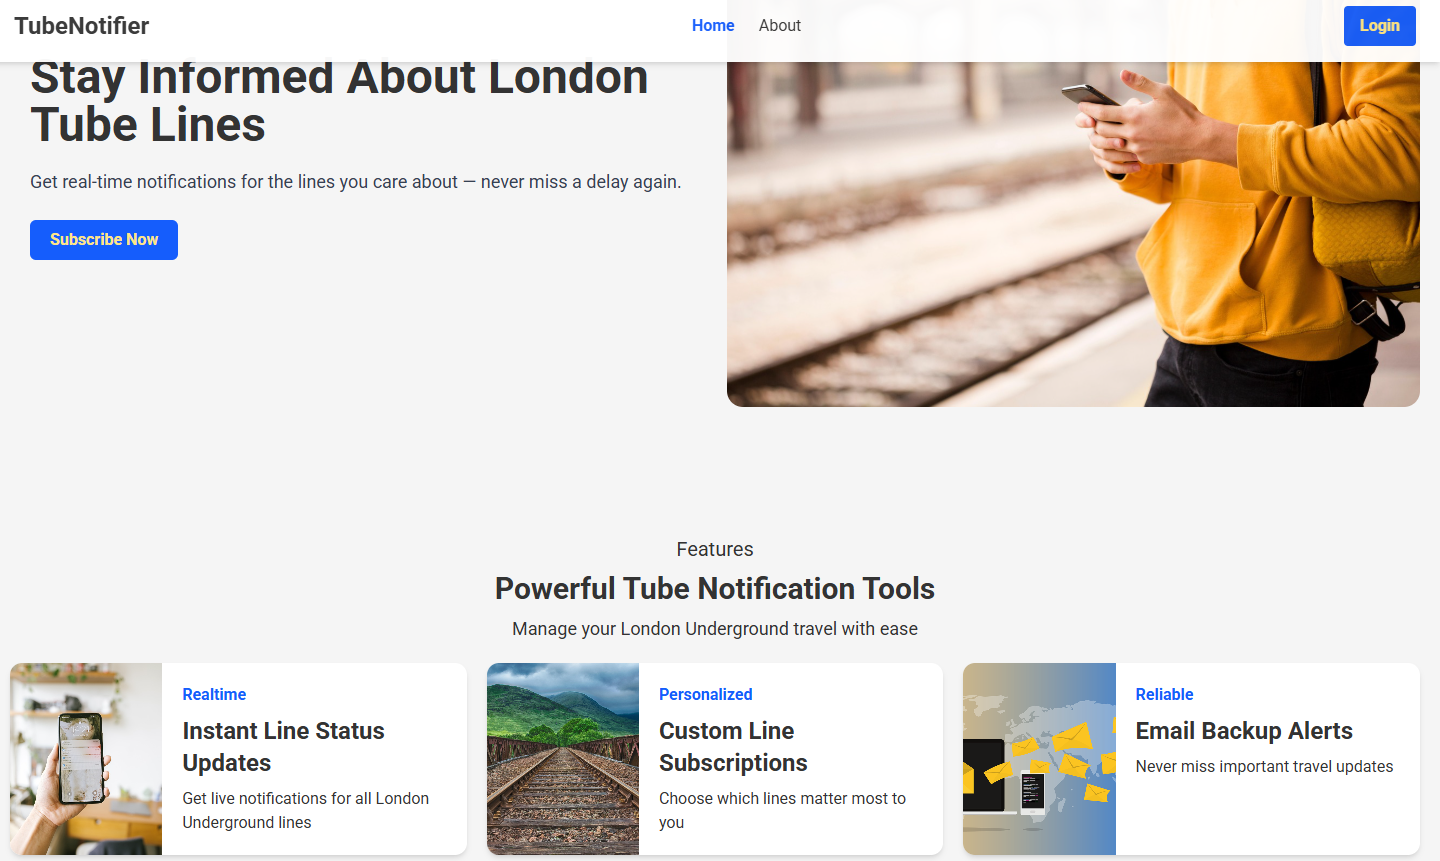 TubeNotifier
Home
About
Login
Stay Informed About London
Tube Lines
Get real-time notifications for the lines you care about — never miss a delay again.
Subscribe Now
Features
Powerful Tube Notification Tools
Manage your London Underground travel with ease
Realtime
Instant Line Status
Updates
Get live notifications for all London
Underground lines
Personalized
Custom Line
Subscriptions
Choose which lines matter most to
you
Reliable
Email Backup Alerts
Never miss important travel updates